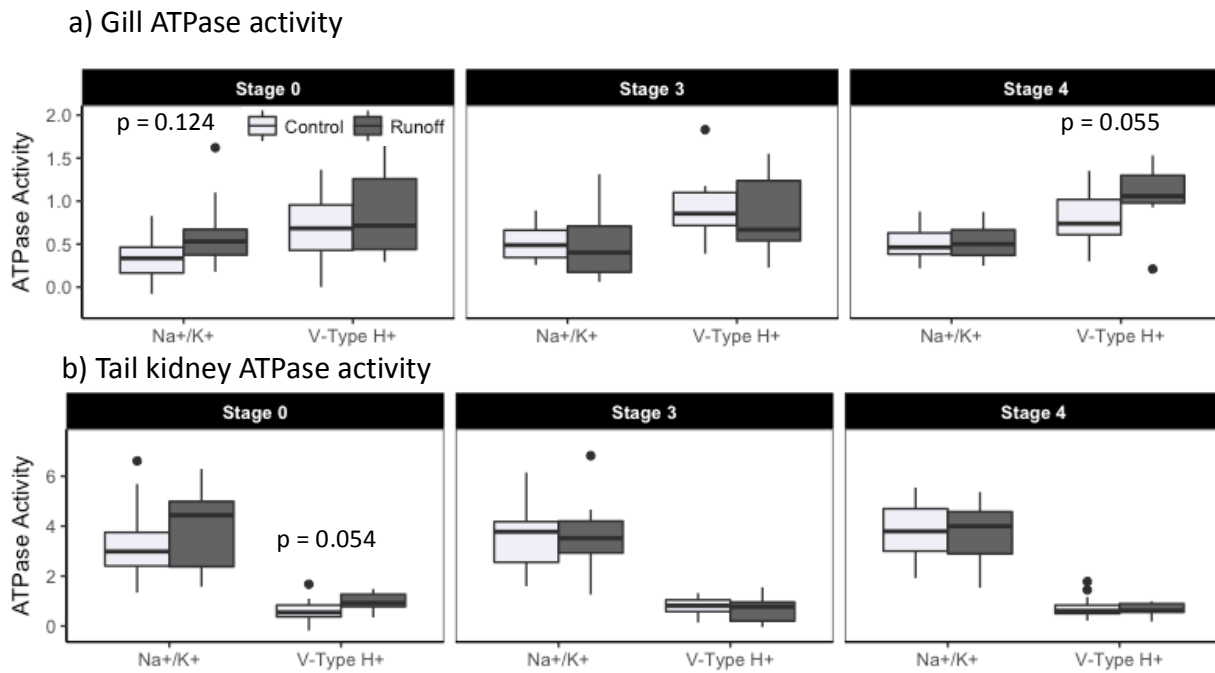 a) Gill ATPase activity
Stage 0 Stage 3 Stage 4
p = 0.124 Control Runoff p = 0.055
ATPase Activity
2.0
1.5
1.0
0.5
0.0
Na+/K+ V-Type H+ Na+/K+ V-Type H+ Na+/K+ V-Type H+
b) Tail kidney ATPase activity
Stage 0 Stage 3 Stage 4
ATPase Activity
6
4
2
0
p = 0.054
Na+/K+ V-Type H+ Na+/K+ V-Type H+ Na+/K+ V-Type H+